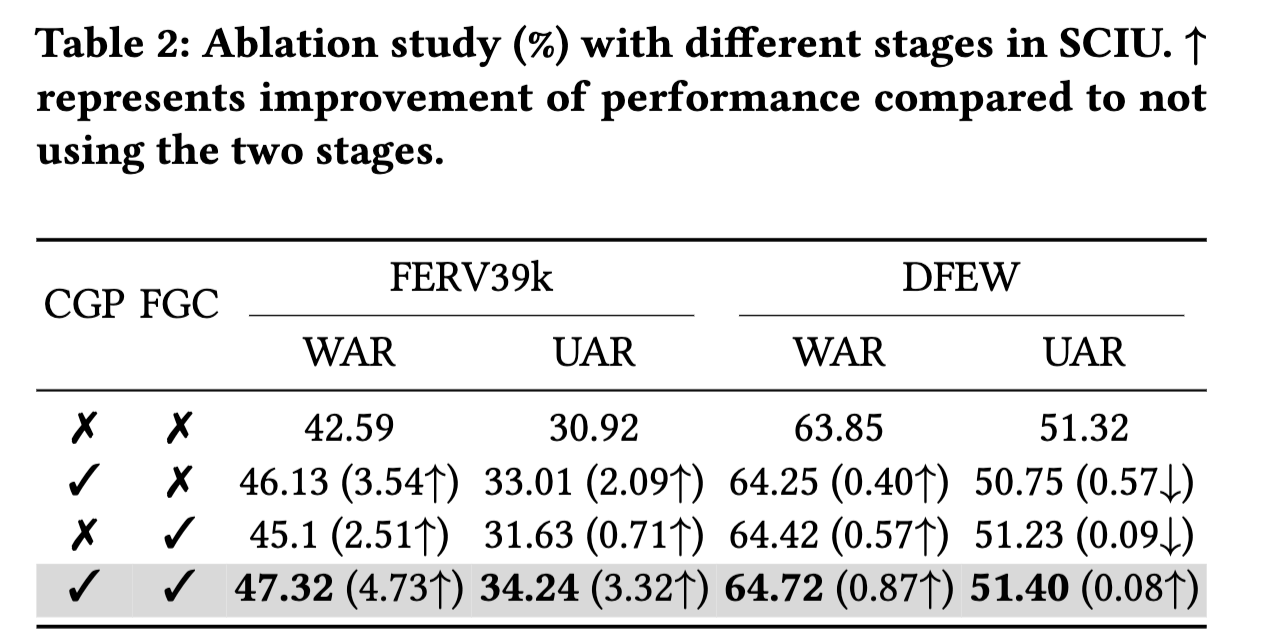 Table 2: Ablation study (%) with different stages in SCIU. ↑
represents improvement of performance compared to not
using the two stages.
CGP FGC FERV39k DFEW
WAR UAR WAR UAR
✗ ✗ 42.59 30.92 63.85 51.32
✓ ✗ 46.13 (3.54↑) 33.01 (2.09↑) 64.25 (0.40↑) 50.75 (0.57↓)
✗ ✓ 45.1 (2.51↑) 31.63 (0.71↑) 64.42 (0.57↑) 51.23 (0.09↓)
✓ ✓ 47.32 (4.73↑) 34.24 (3.32↑) 64.72 (0.87↑) 51.40 (0.08↑)